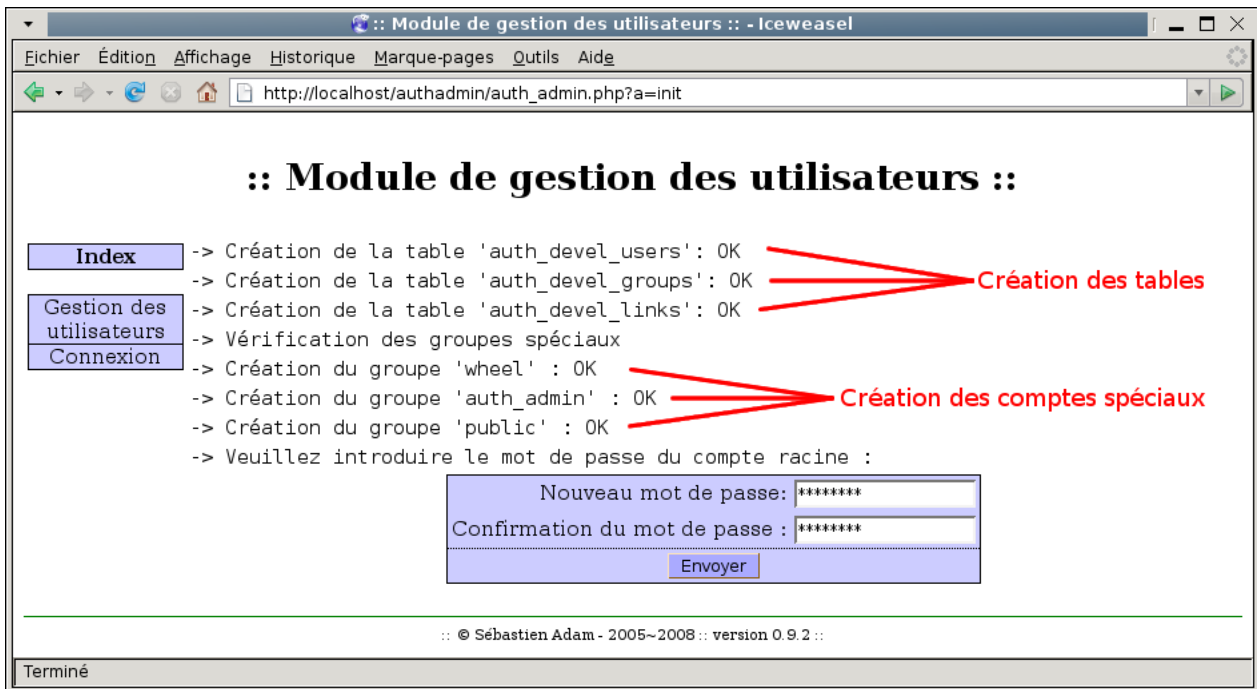 :: Module de gestion des utilisateurs :: - Iceweasel
Fichier Édition Affichage Historique Marque-pages Outils Aide
http://localhost/authadmin/auth_admin.php?a=init
:: Module de gestion des utilisateurs ::
Index
Gestion des
utilisateurs
Connexion
-> Création de la table 'auth_devel_users': OK
-> Création de la table 'auth_devel_groups': OK
-> Création de la table 'auth_devel_links': OK
Création des tables
-> Vérification des groupes spéciaux
-> Création du groupe 'wheel' : OK
-> Création du groupe 'auth_admin' : OK
-> Création du groupe 'public' : OK
Création des comptes spéciaux
-> Veuillez introduire le mot de passe du compte racine :
Nouveau mot de passe: ********
Confirmation du mot de passe : ********
Envoyer
:: © Sébastien Adam - 2005~2008 :: version 0.9.2 ::
Terminé